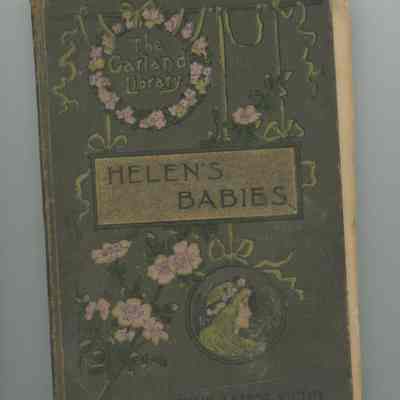 The
Garland
Library
HELEN'S
BABIES